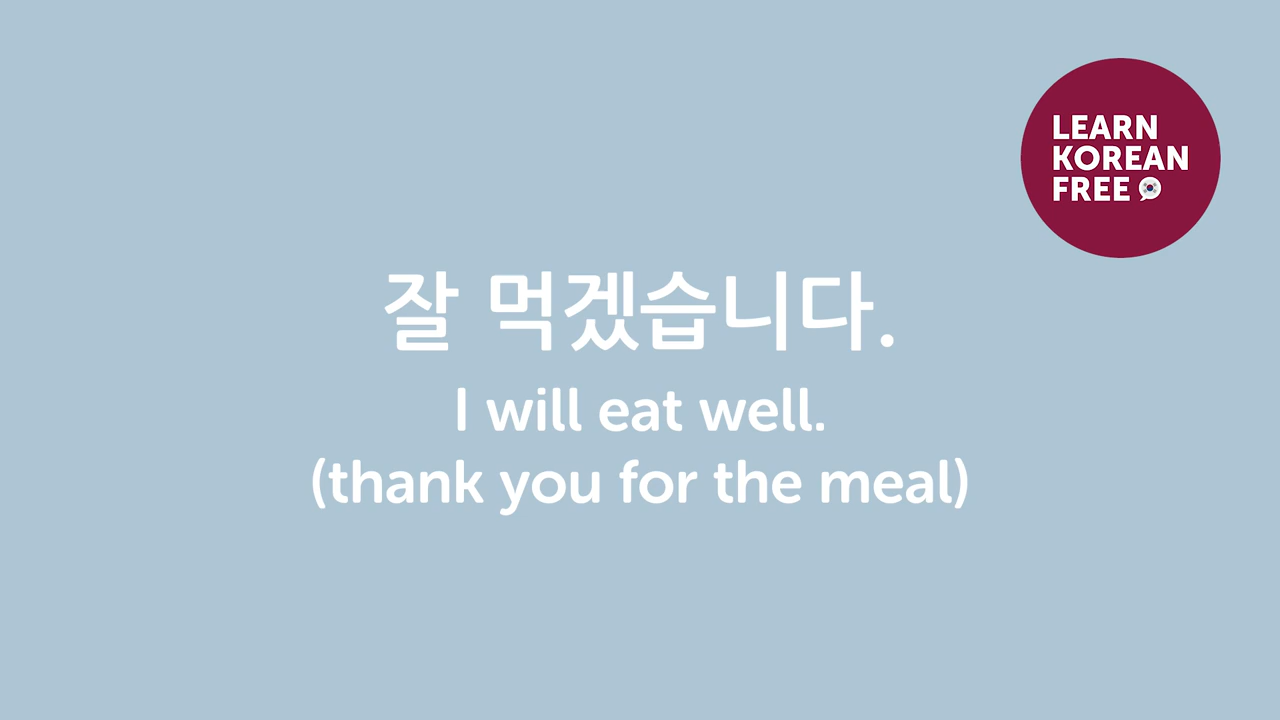 LEARN
KOREAN
FREE
잘 먹겠습니다.
I will eat well.
(thank you for the meal)